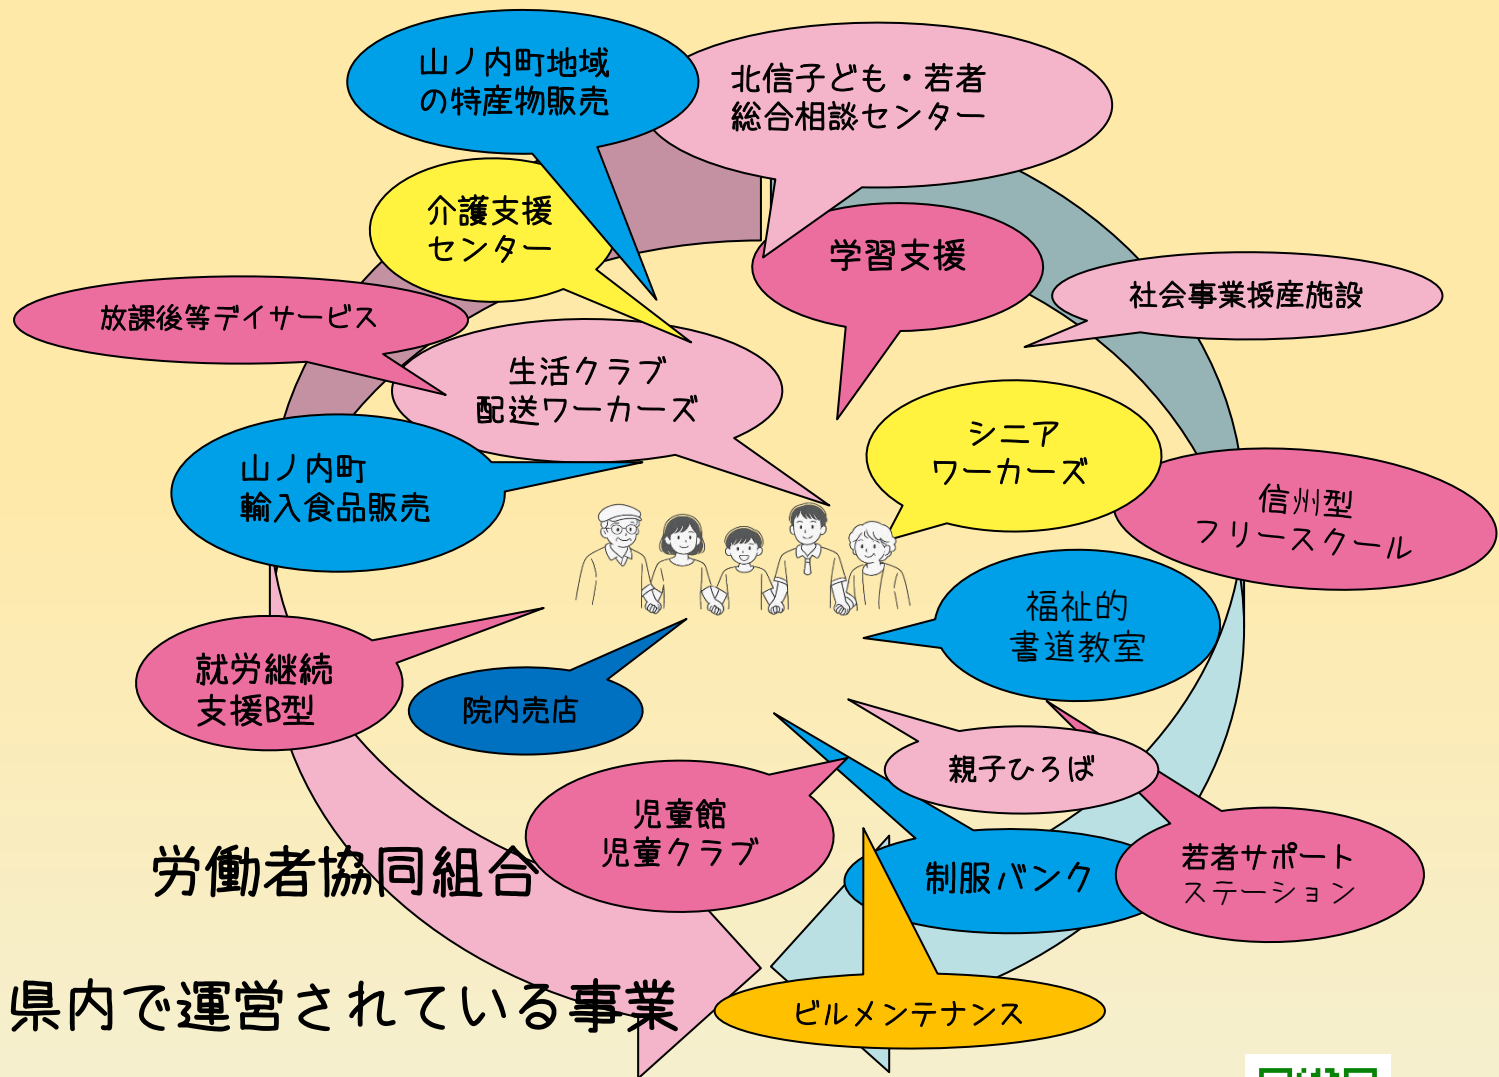 山ノ内町地域
の特産物販売
北信子ども・若者
総合相談センター
介護支援
センター
学習支援
社会事業授産施設
放課後等デイサービス
生活クラブ
配送ワーカーズ
シニア
ワーカーズ
山ノ内町
輸入食品販売
信州型
フリースクール
福祉的
書道教室
就労継続
支援B型
院内売店
親子ひろば
児童館
児童クラブ
制服バンク
若者サポート
ステーション
労働者協同組合
県内で運営されている事業
ビルメンテナンス